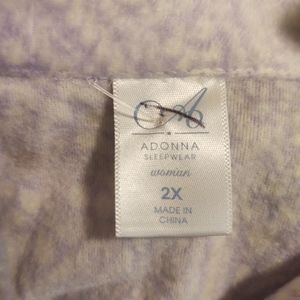 A
ADONNA
SLEEPWEAR
woman
2X
MADE IN
CHINA